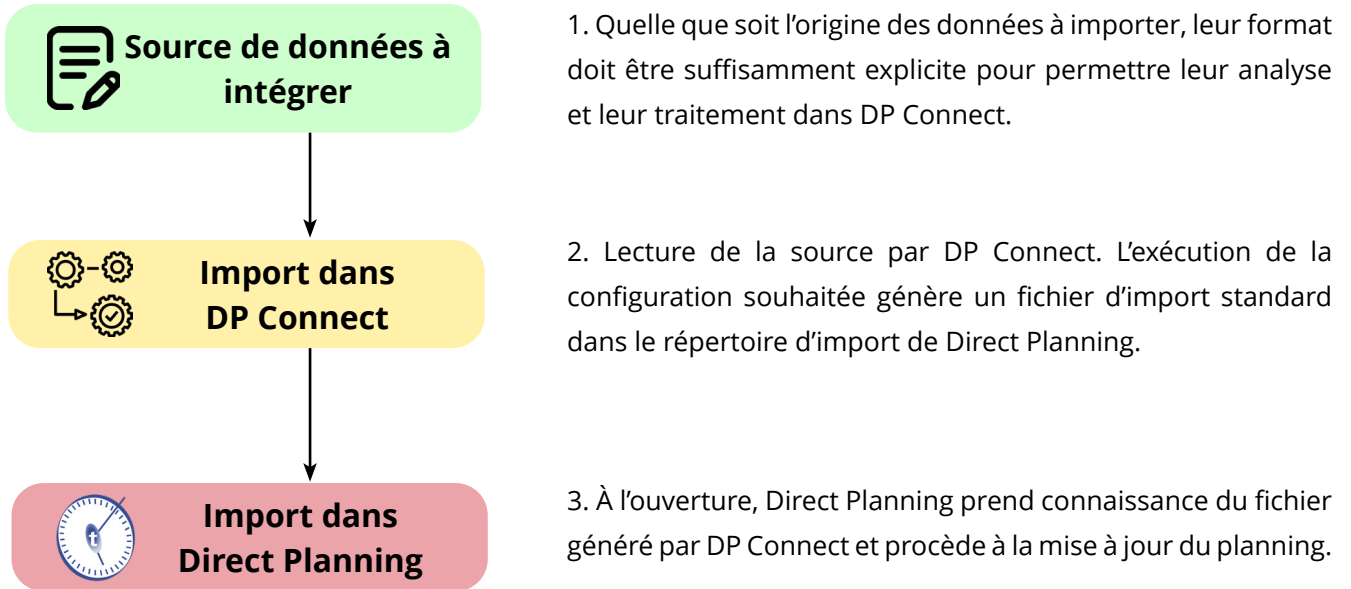 Source de données à
intégrer
1. Quelle que soit l’origine des données à importer, leur format
doit être suffisamment explicite pour permettre leur analyse
et leur traitement dans DP Connect.
Import dans
DP Connect
2. Lecture de la source par DP Connect. L’exécution de la
configuration souhaitée génère un fichier d’import standard
dans le répertoire d’import de Direct Planning.
t
Import dans
Direct Planning
3. À l’ouverture, Direct Planning prend connaissance du fichier
généré par DP Connect et procède à la mise à jour du planning.